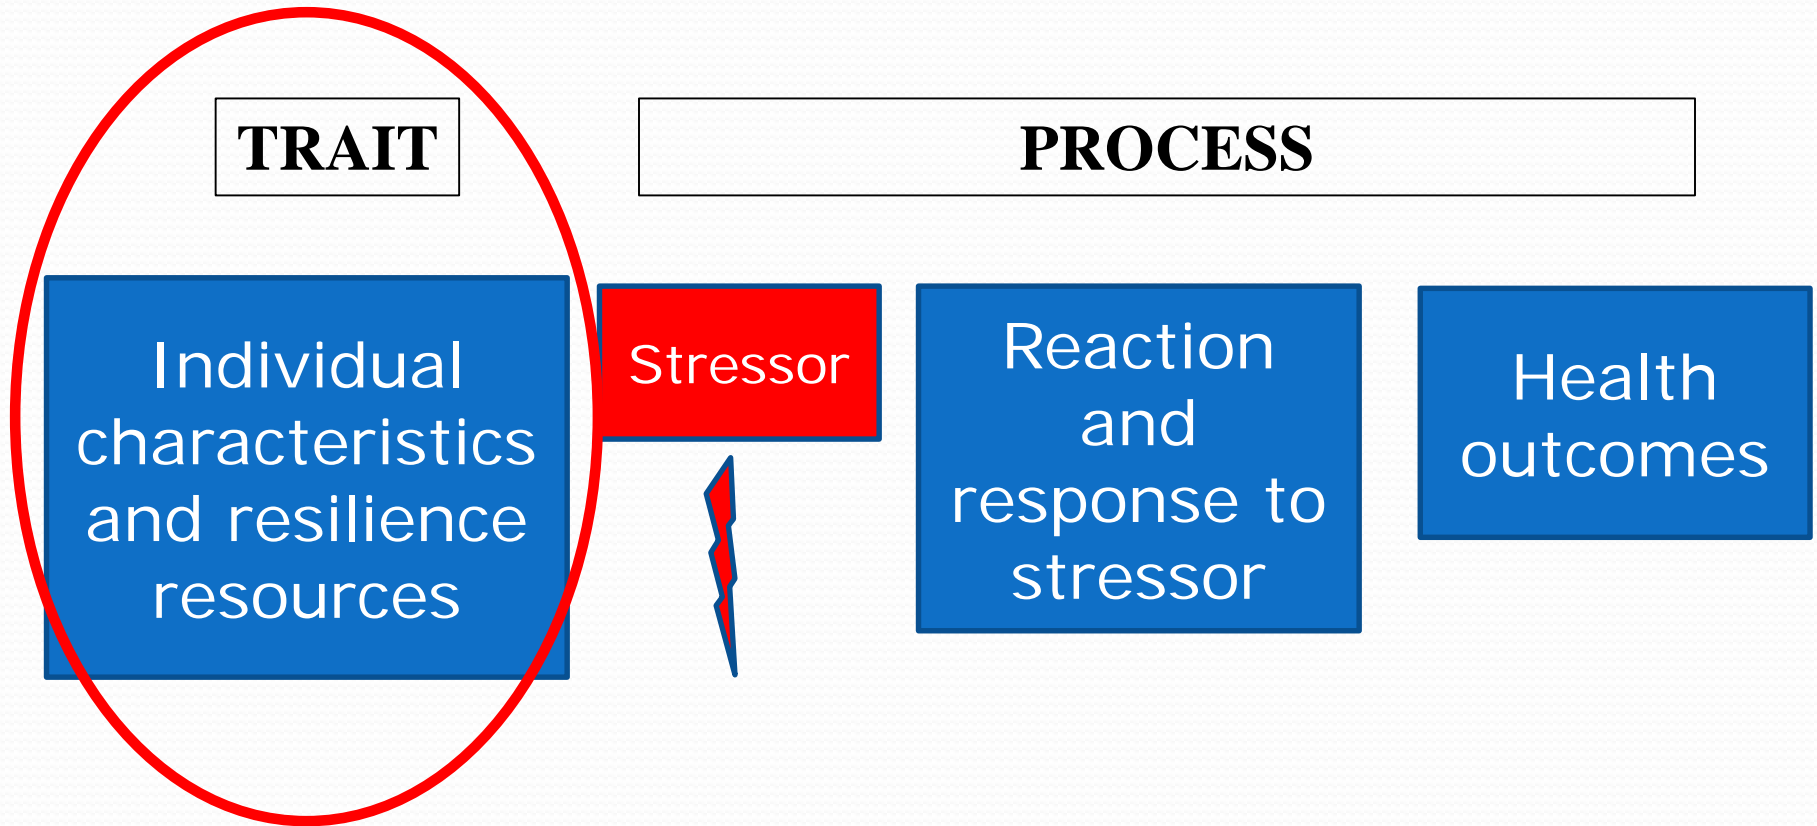 TRAIT
PROCESS
Individual
characteristics
and resilience
resources
Stressor
Reaction
and
response to
stressor
Health
outcomes